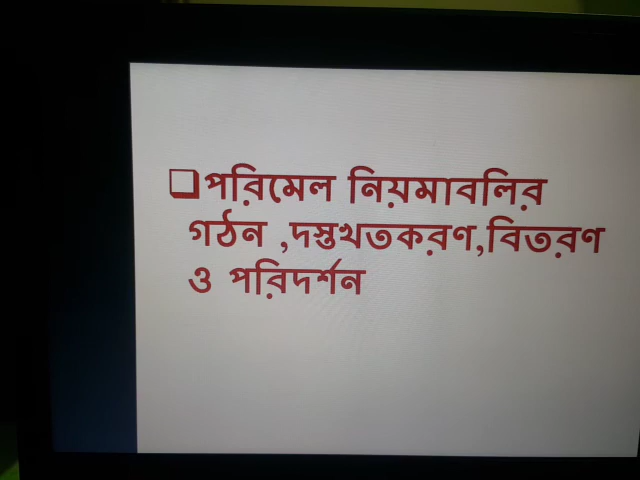 ❑পরিমেল নিয়মাবলির
গঠন ,দস্তখতকরণ,বিতরণ
ও পরিদর্শন